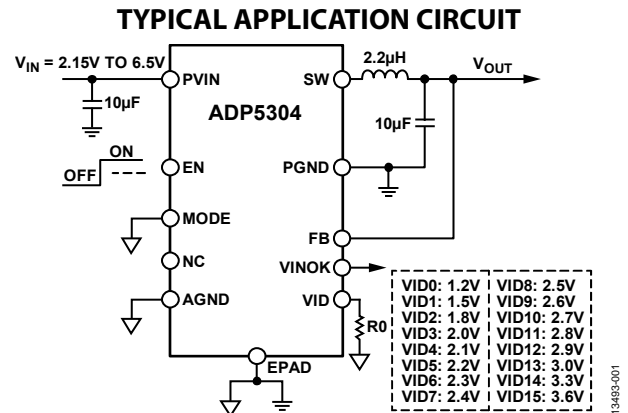 TYPICAL APPLICATION CIRCUIT
VIN = 2.15V TO 6.5V
10µF
PVIN
SW
2.2µH
VOUT
ADP5304
10µF
ON
OFF
EN
PGND
MODE
FB
NC
VINOK
AGND
VID
R0
EPAD
VID0: 1.2V VID8: 2.5V
VID1: 1.5V VID9: 2.6V
VID2: 1.8V VID10: 2.7V
VID3: 2.0V VID11: 2.8V
VID4: 2.1V VID12: 2.9V
VID5: 2.2V VID13: 3.0V
VID6: 2.3V VID14: 3.3V
VID7: 2.4V VID15: 3.6V
13493-001